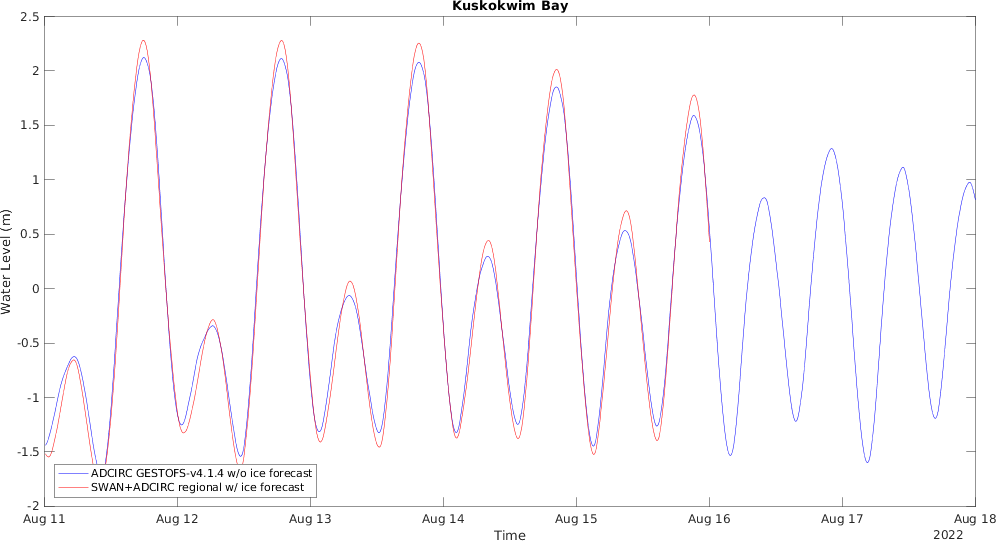 Kuskokwim Bay
2.5
2
1.5
1
0.5
0
-0.5
-1
-1.5
-2
Water Level (m)
ADCIRC GESTOFS-v4.1.4 w/o ice forecast
SWAN+ADCIRC regional w/ ice forecast
Aug 11 Aug 12 Aug 13 Aug 14 Aug 15 Aug 16 Aug 17 Aug 18
Time
2022